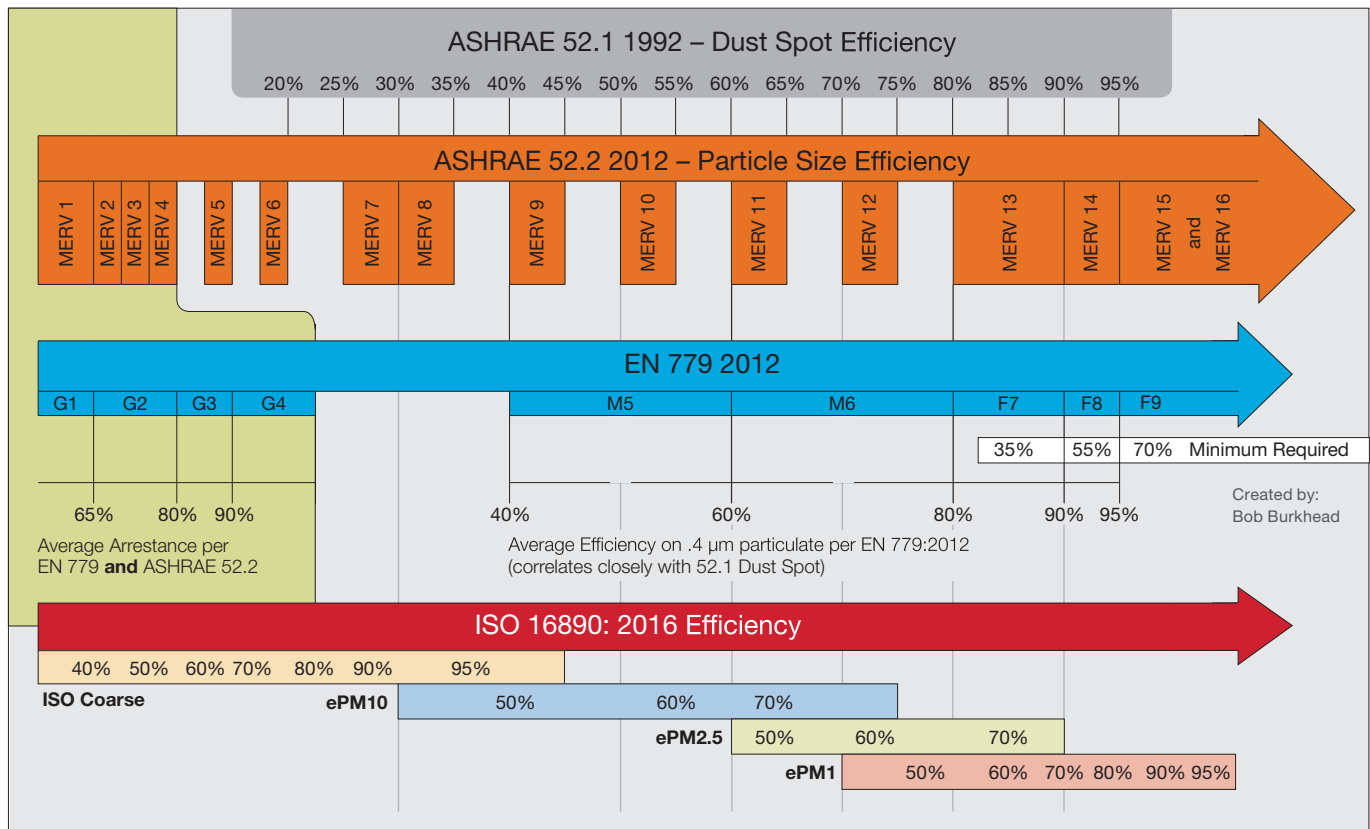 ASHRAE 52.1 1992 – Dust Spot Efficiency
20% 25% 30% 35% 40% 45% 50% 55% 60% 65% 70% 75% 80% 85% 90% 95%
ASHRAE 52.2 2012 – Particle Size Efficiency
MERV 1
MERV 2
MERV 3
MERV 4
MERV 5
MERV 6
MERV 7
MERV 8
MERV 9
MERV 10
MERV 11
MERV 12
MERV 13
MERV 14
MERV 15
and
MERV 16
EN 779 2012
G1 G2 G3 G4 M5 M6 F7 F8 F9
35% 55% 70% Minimum Required
65% 80% 90%
Average Arrestance per
EN 779 and ASHRAE 52.2
40% 60% 80% 90% 95%
Average Efficiency on .4 µm particulate per EN 779:2012
(correlates closely with 52.1 Dust Spot)
Created by:
Bob Burkhead
ISO 16890: 2016 Efficiency
40% 50% 60% 70% 80% 90% 95%
ISO Coarse
ePM10 50% 60% 70%
ePM2.5 50% 60% 70%
ePM1 50% 60% 70% 80% 90% 95%